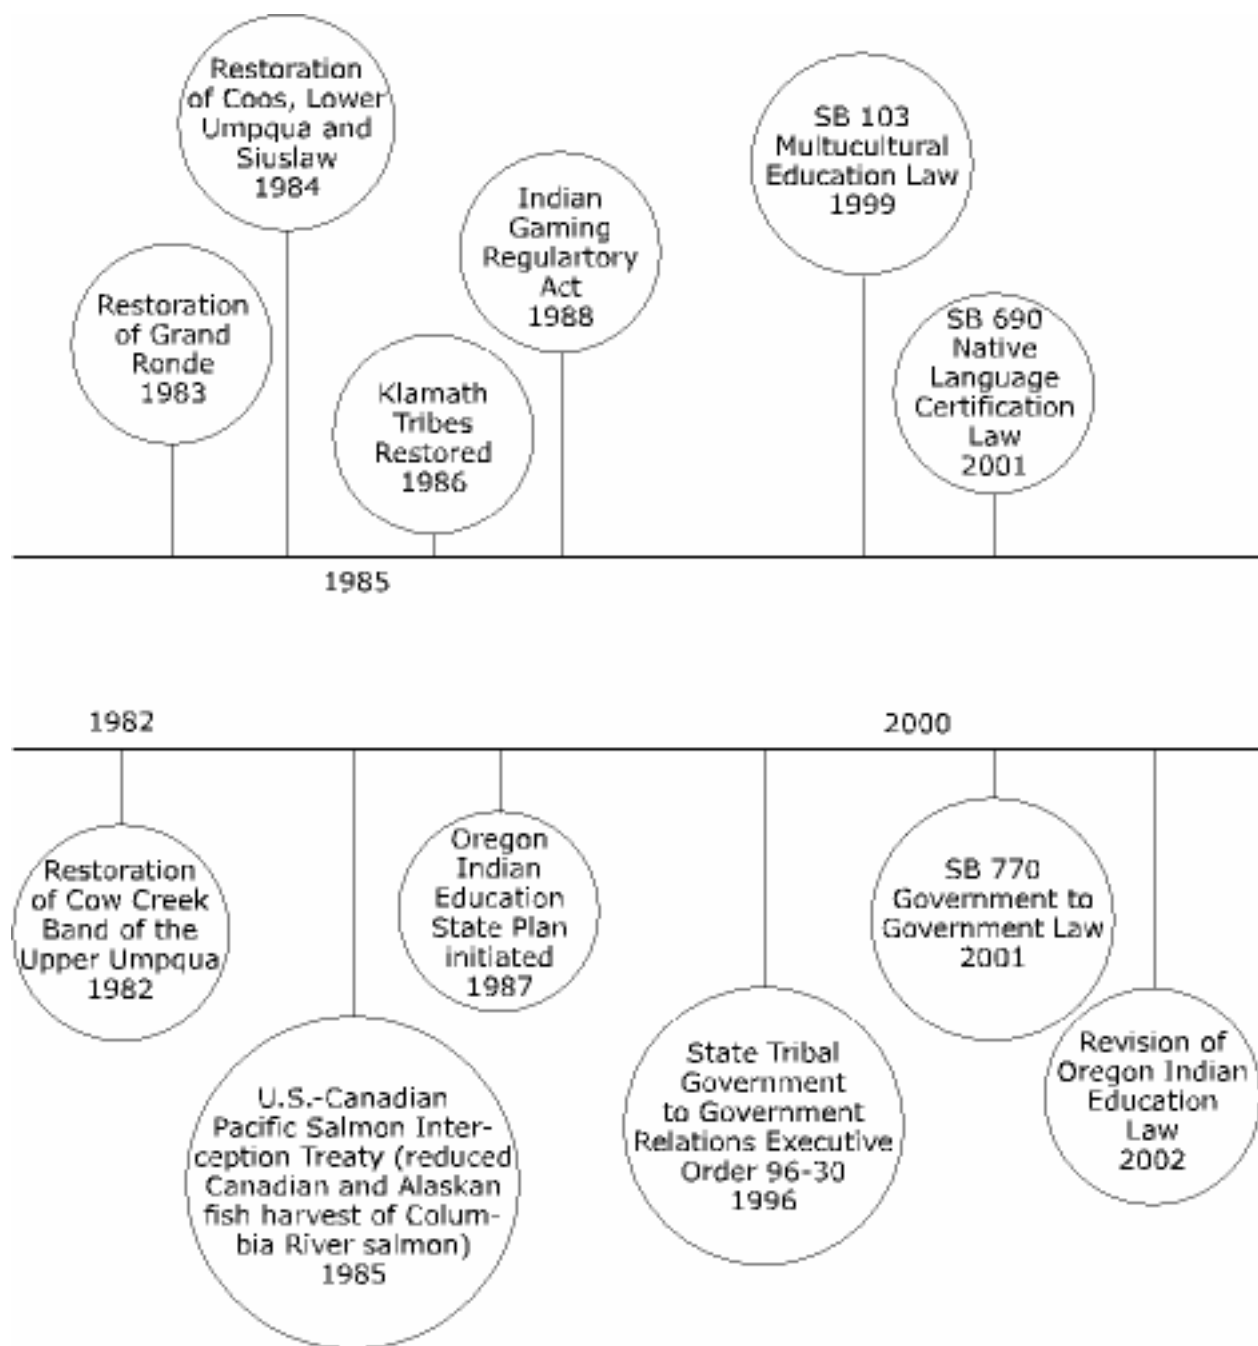 Restoration
of Coos, Lower
Umpqua and
Siuslaw
1984
SB 103
Multucultural
Education Law
1999
Indian
Gaming
Regulartory
Act
1988
Restoration
of Grand
Ronde
1983
SB 690
Native
Language
Certification
Law
2001
Klamath
Tribes
Restored
1986
1985
1982
2000
Restoration
of Cow Creek
Band of the
Upper Umpqua
1982
Oregon
Indian
Education
State Plan
initiated
1987
SB 770
Government to
Government Law
2001
U.S.-Canadian
Pacific Salmon Inter-
ception Treaty (reduced
Canadian and Alaskan
fish harvest of Colum-
bia River salmon)
1985
State Tribal
Government
to Government
Relations Executive
Order 96-30
1996
Revision of
Oregon Indian
Education
Law
2002